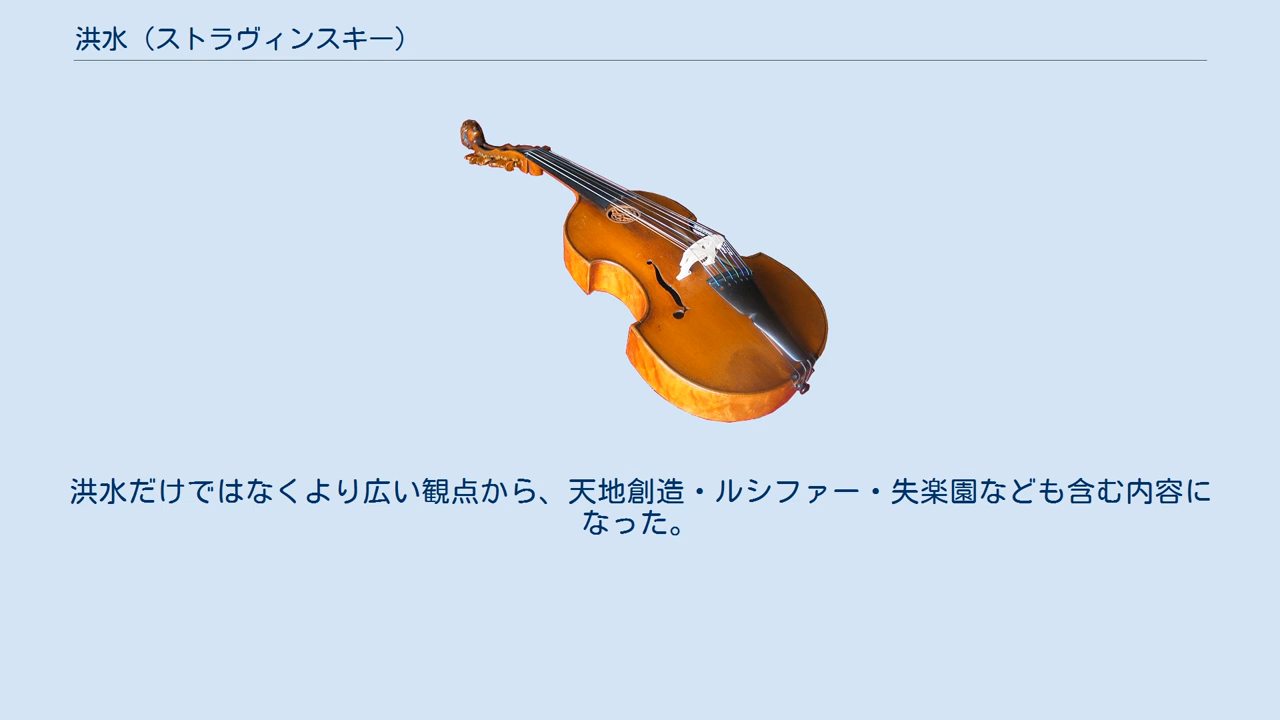 洪水（ストラヴィンスキー）
洪水だけではなくより広い観点から、天地創造・ルシファー・失楽園なども含む内容に
なった。